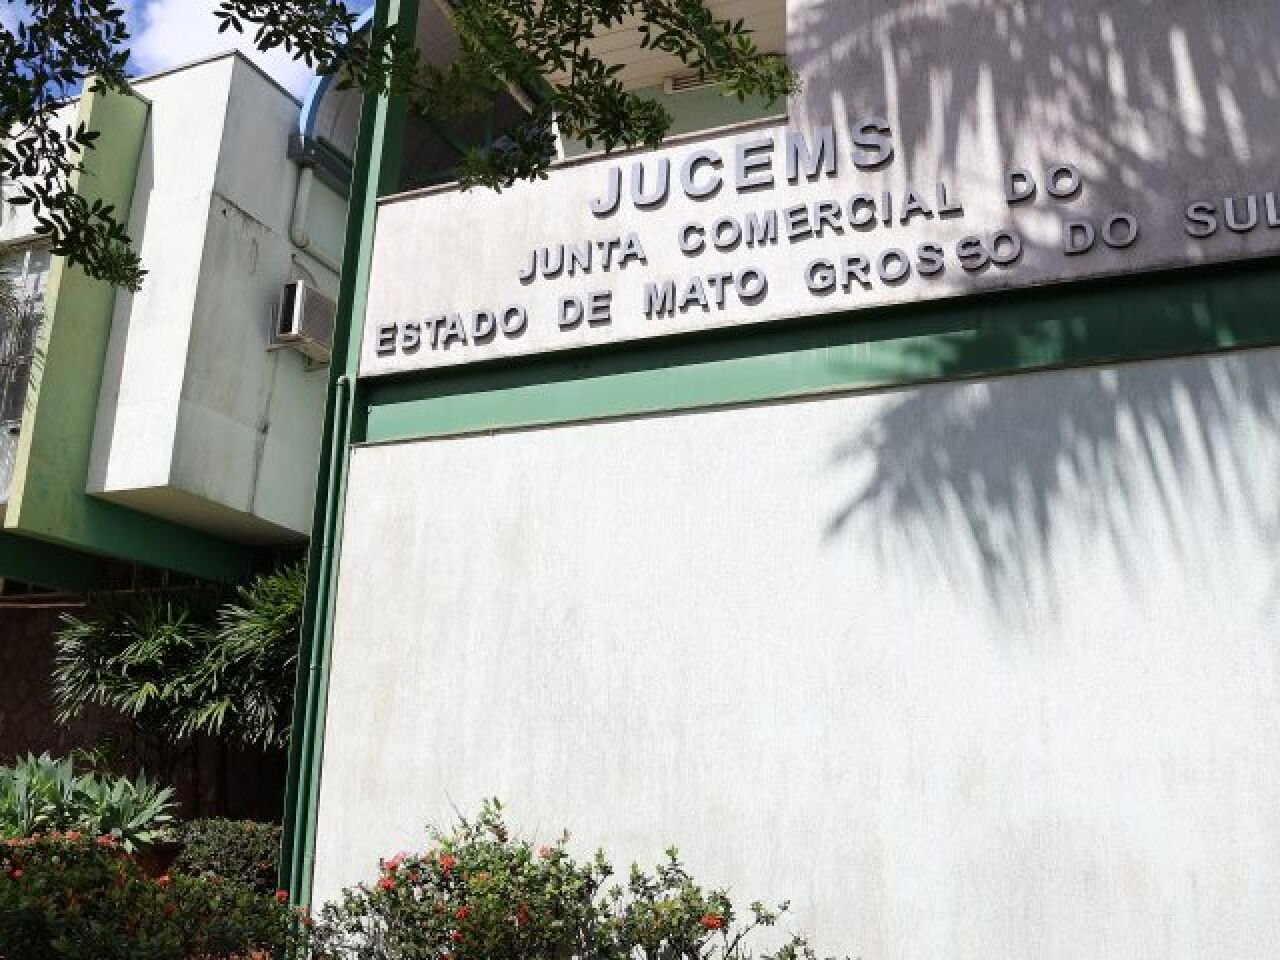 JUCEMS
JUNTA COMERCIAL DO
ESTADO DE MATO GROSSO DO SUL